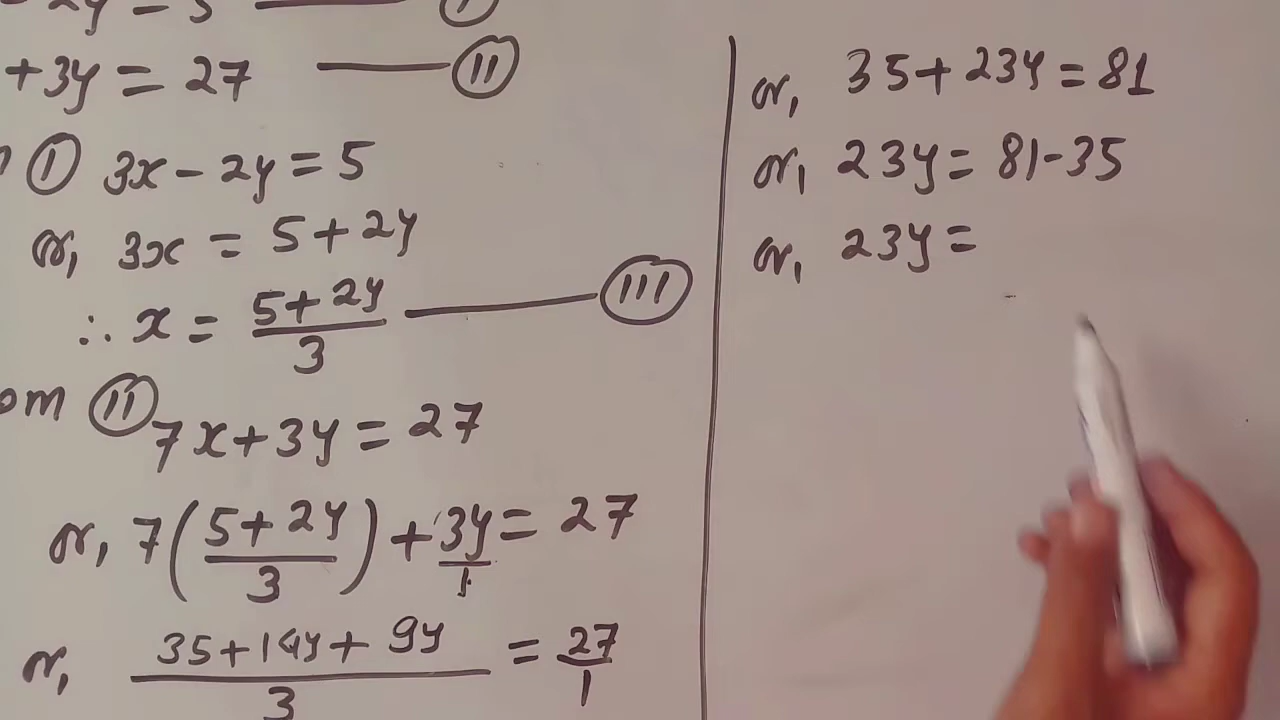 2y = 5 (I)
+3y = 27 (II)
(I) 3x - 2y = 5
or, 3x = 5+2y
∴ x = (5+2y)/3 (III)
om (II) 7x+3y = 27
or, 7((5+2y)/3) + 3y/1 = 27
or, (35+14y+9y)/3 = 27/1
or, 35+23y = 81
or, 23y = 81-35
or, 23y =